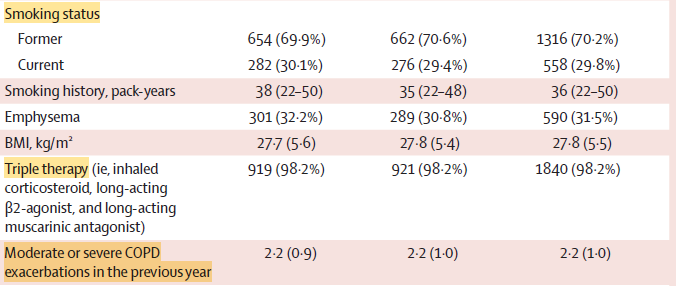 Smoking status
Former 654 (69·9%) 662 (70·6%) 1316 (70·2%)
Current 282 (30·1%) 276 (29·4%) 558 (29·8%)
Smoking history, pack-years 38 (22–50) 35 (22–48) 36 (22–50)
Emphysema 301 (32·2%) 289 (30·8%) 590 (31·5%)
BMI, kg/m² 27·7 (5·6) 27·8 (5·4) 27·8 (5·5)
Triple therapy (ie, inhaled 919 (98·2%) 921 (98·2%) 1840 (98·2%)
corticosteroid, long-acting
β2-agonist, and long-acting
muscarinic antagonist)
Moderate or severe COPD 2·2 (0·9) 2·2 (1·0) 2·2 (1·0)
exacerbations in the previous year